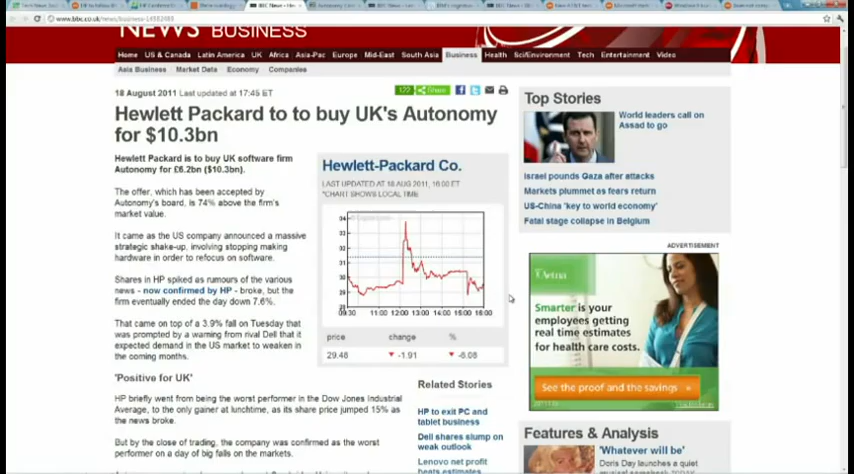 www.bbc.co.uk/news/business-14582489
NEWS BUSINESS
Home US & Canada Latin America UK Africa Asia-Pac Europe Mid-East South Asia Business Health Sci/Environment Tech Entertainment Video
Asia Business Market Data Economy Companies
18 August 2011 Last updated at 17:45 ET
Share
Hewlett Packard to to buy UK's Autonomy
for $10.3bn
Hewlett Packard is to buy UK software firm
Autonomy for £6.2bn ($10.3bn).
The offer, which has been accepted by
Autonomy's board, is 74% above the firm's
market value.
It came as the US company announced a massive
strategic shake-up, involving stopping making
hardware in order to refocus on software.
Shares in HP spiked as rumours of the various
news - now confirmed by HP - broke, but the
firm eventually ended the day down 7.6%.
That came on top of a 3.9% fall on Tuesday that
was prompted by a warning from rival Dell that it
expected demand in the US market to weaken in
the coming months.
'Positive for UK'
HP briefly went from being the worst performer in the Dow Jones Industrial
Average, to the only gainer at lunchtime, as its share price jumped 15% as
the news broke.
But by the close of trading, the company was confirmed as the worst
performer on a day of big falls on the markets.
Hewlett-Packard Co.
LAST UPDATED AT 18 AUG 2011, 16:00 ET
*CHART SHOWS LOCAL TIME
34
33
32
31
30
29
28
09:30 11:00 12:00 13:00 14:00 15:00 16:00
price change %
29.48 -1.91 -6.08
Related Stories
HP to exit PC and
tablet business
Dell shares slump on
weak outlook
Lenovo net profit
beats estimates
Top Stories
World leaders call on
Assad to go
Israel pounds Gaza after attacks
Markets plummet as fears return
US-China 'key to world economy'
Fatal stage collapse in Belgium
ADVERTISEMENT
Aetna
Smarter is your
employees getting
real time estimates
for health care costs.
See the proof and the savings
Features & Analysis
'Whatever will be'
Doris Day launches a quiet